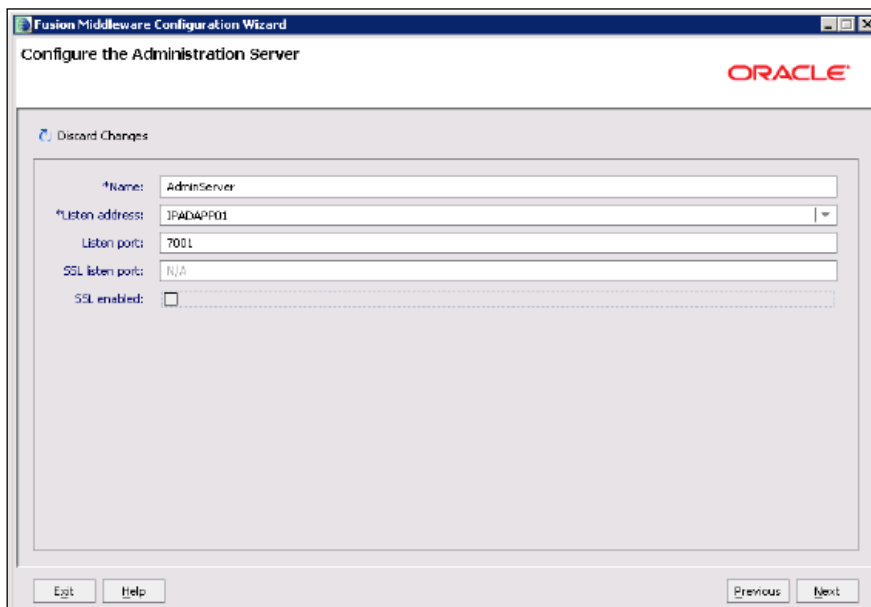 Fusion Middleware Configuration Wizard
Configure the Administration Server
ORACLE
Discard Changes
*Name: AdminServer
*Listen address: IPADAPP01
Listen port: 7001
SSL listen port: N/A
SSL enabled:
Exit Help Previous Next